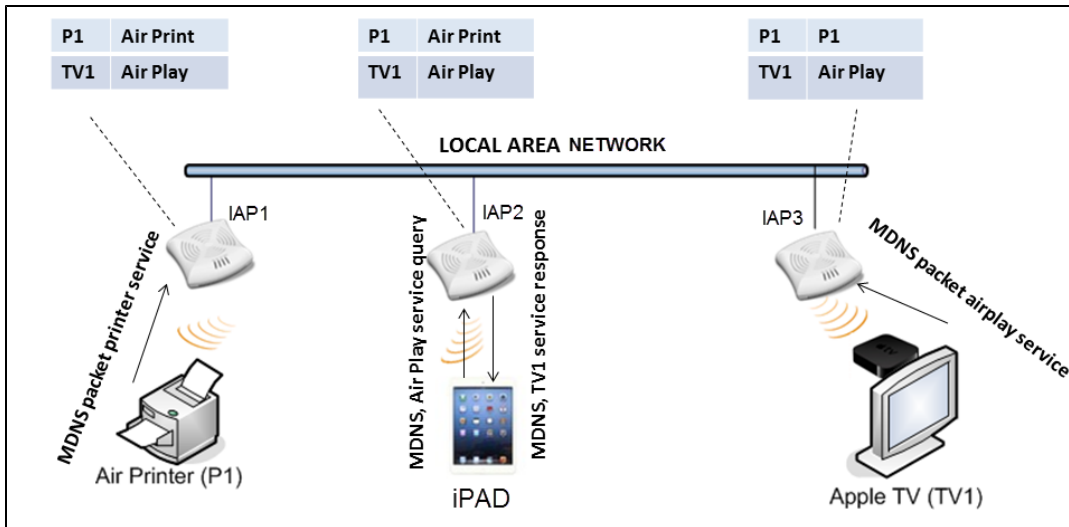 P1 Air Print
TV1 Air Play
P1 Air Print
TV1 Air Play
P1 P1
TV1 Air Play
LOCAL AREA NETWORK
IAP1
IAP2
IAP3
MDNS packet printer service
MDNS, Air Play service query
MDNS, TV1 service response
MDNS packet airplay service
tv
Air Printer (P1)
iPAD
Apple TV (TV1)